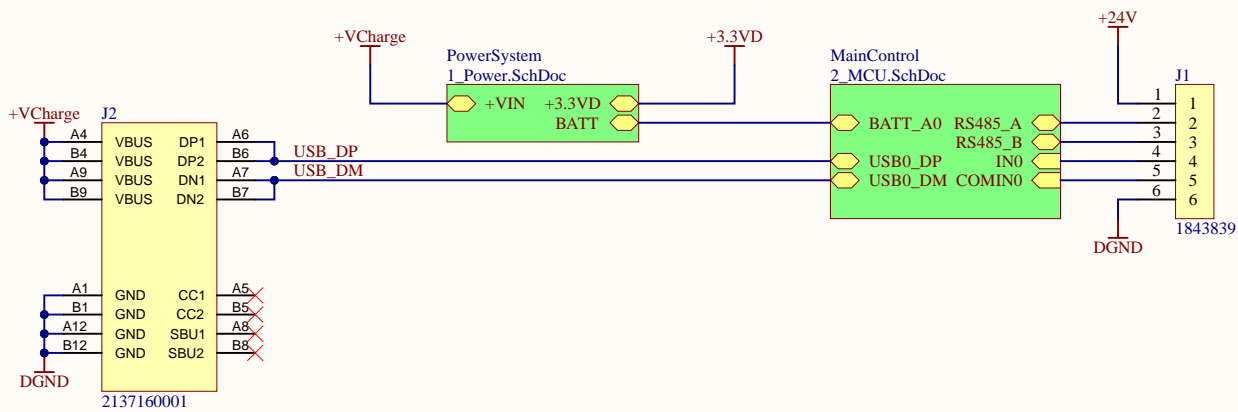 +24V
+VCharge
+3.3VD
PowerSystem
1_Power.SchDoc
MainControl
2_MCU.SchDoc
J1
+VIN
+3.3VD
BATT
BATT_A0
RS485_A
RS485_B
USB0_DP
IN0
USB0_DM
COMIN0
1 1
2 2
3 3
4 4
5 5
6 6
1843839
DGND
J2
+VCharge
A4 VBUS DP1 A6
B4 VBUS DP2 B6 USB_DP
A9 VBUS DN1 A7 USB_DM
B9 VBUS DN2 B7
A1 GND CC1 A5
B1 GND CC2 B5
A12 GND SBU1 A8
B12 GND SBU2 B8
DGND
2137160001